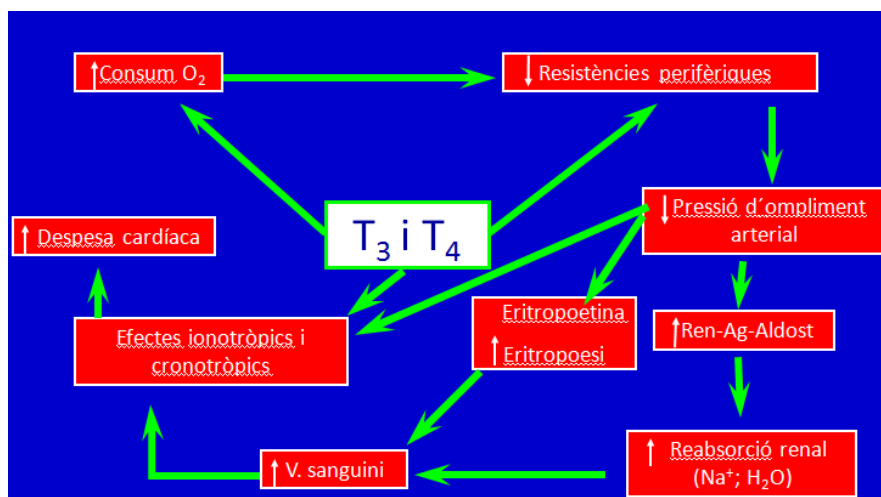 ↑Consum O₂
↓ Resistències perifèriques
T₃ i T₄
↓ Pressió d´ompliment
arterial
↑ Despesa cardíaca
Eritropoetina
↑ Eritropoesi
↑Ren-Ag-Aldost
Efectes ionotròpics i
cronotròpics
↑ V. sanguini
↑ Reabsorció renal
(Na⁺; H₂O)